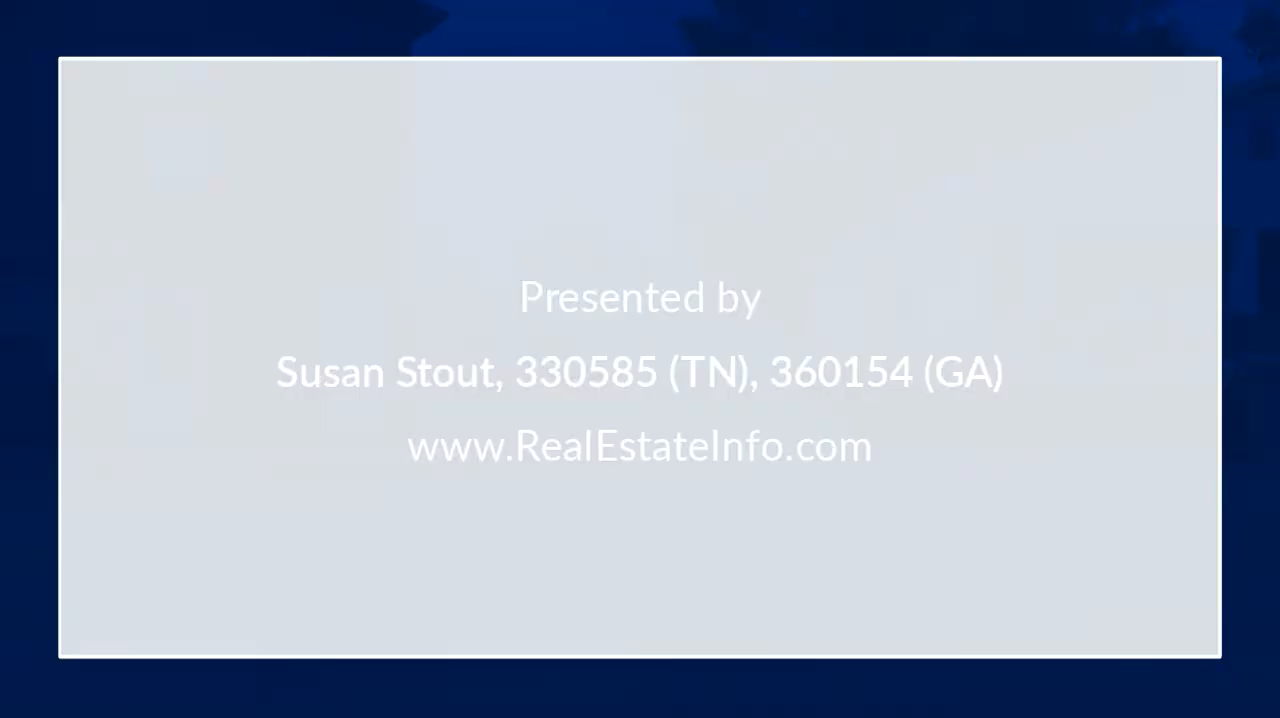 Presented by
Susan Stout, 330585 (TN), 360154 (GA)
www.RealEstateInfo.com